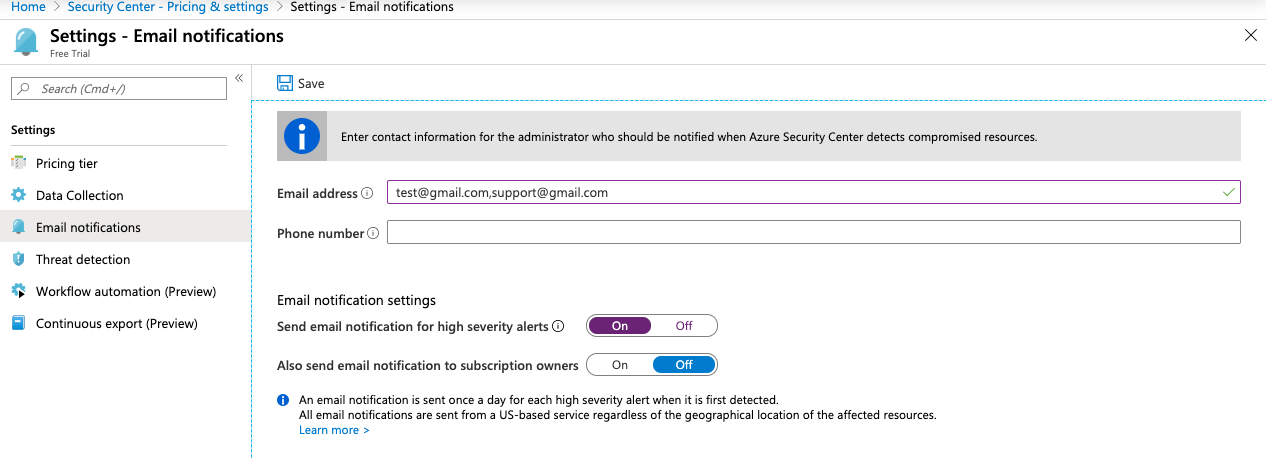 Home > Security Center - Pricing & settings > Settings - Email notifications
Settings - Email notifications
Free Trial
Search (Cmd+/)
Settings
Pricing tier
Data Collection
Email notifications
Threat detection
Workflow automation (Preview)
Continuous export (Preview)
Save
Enter contact information for the administrator who should be notified when Azure Security Center detects compromised resources.
Email address test@gmail.com,support@gmail.com
Phone number
Email notification settings
Send email notification for high severity alerts On Off
Also send email notification to subscription owners On Off
An email notification is sent once a day for each high severity alert when it is first detected.
All email notifications are sent from a US-based service regardless of the geographical location of the affected resources.
Learn more >